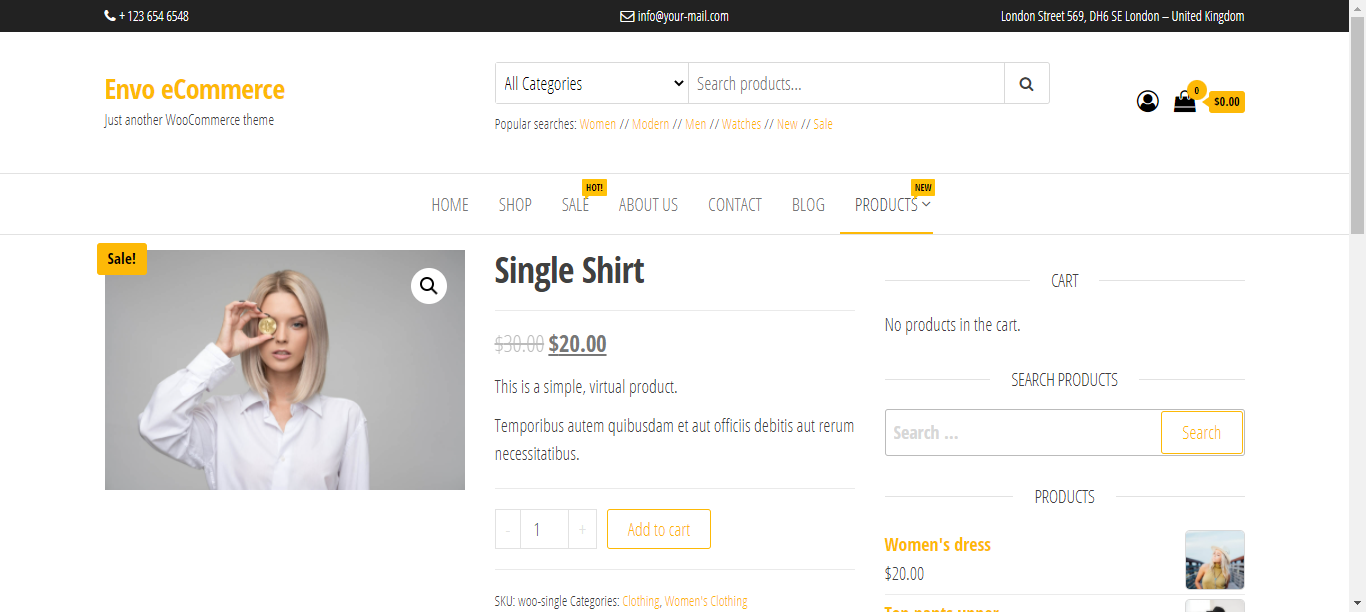 + 123 654 6548
info@your-mail.com
London Street 569, DH6 SE London – United Kingdom
Envo eCommerce
Just another WooCommerce theme
All Categories
Search products...
Popular searches: Women // Modern // Men // Watches // New // Sale
0
$0.00
HOME
SHOP
SALE
HOT!
ABOUT US
CONTACT
BLOG
PRODUCTS
NEW
Sale!
Single Shirt
$30.00 $20.00
This is a simple, virtual product.
Temporibus autem quibusdam et aut officiis debitis aut rerum
necessitatibus.
- 1 +
Add to cart
SKU: woo-single Categories: Clothing, Women's Clothing
CART
No products in the cart.
SEARCH PRODUCTS
Search ...
Search
PRODUCTS
Women's dress
$20.00